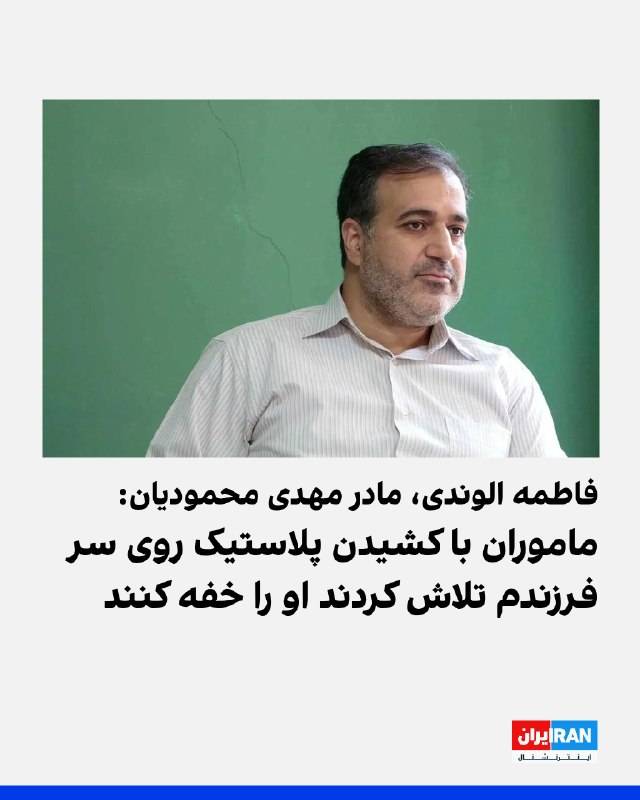 فاطمه الوندی، مادر مهدی محمودیان:
ماموران با کشیدن پلاستیک روی سر
فرزندم تلاش کردند او را خفه کنند
ایران IRAN
اینترنشنال